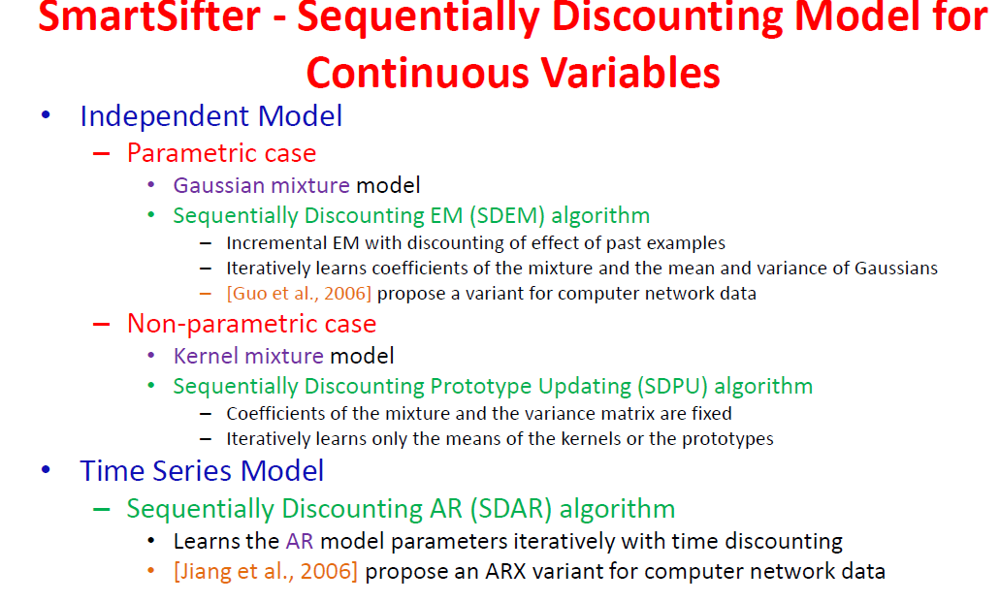 SmartSifter - Sequentially Discounting Model for
Continuous Variables
• Independent Model
– Parametric case
• Gaussian mixture model
• Sequentially Discounting EM (SDEM) algorithm
– Incremental EM with discounting of effect of past examples
– Iteratively learns coefficients of the mixture and the mean and variance of Gaussians
– [Guo et al., 2006] propose a variant for computer network data
– Non-parametric case
• Kernel mixture model
• Sequentially Discounting Prototype Updating (SDPU) algorithm
– Coefficients of the mixture and the variance matrix are fixed
– Iteratively learns only the means of the kernels or the prototypes
• Time Series Model
– Sequentially Discounting AR (SDAR) algorithm
• Learns the AR model parameters iteratively with time discounting
• [Jiang et al., 2006] propose an ARX variant for computer network data